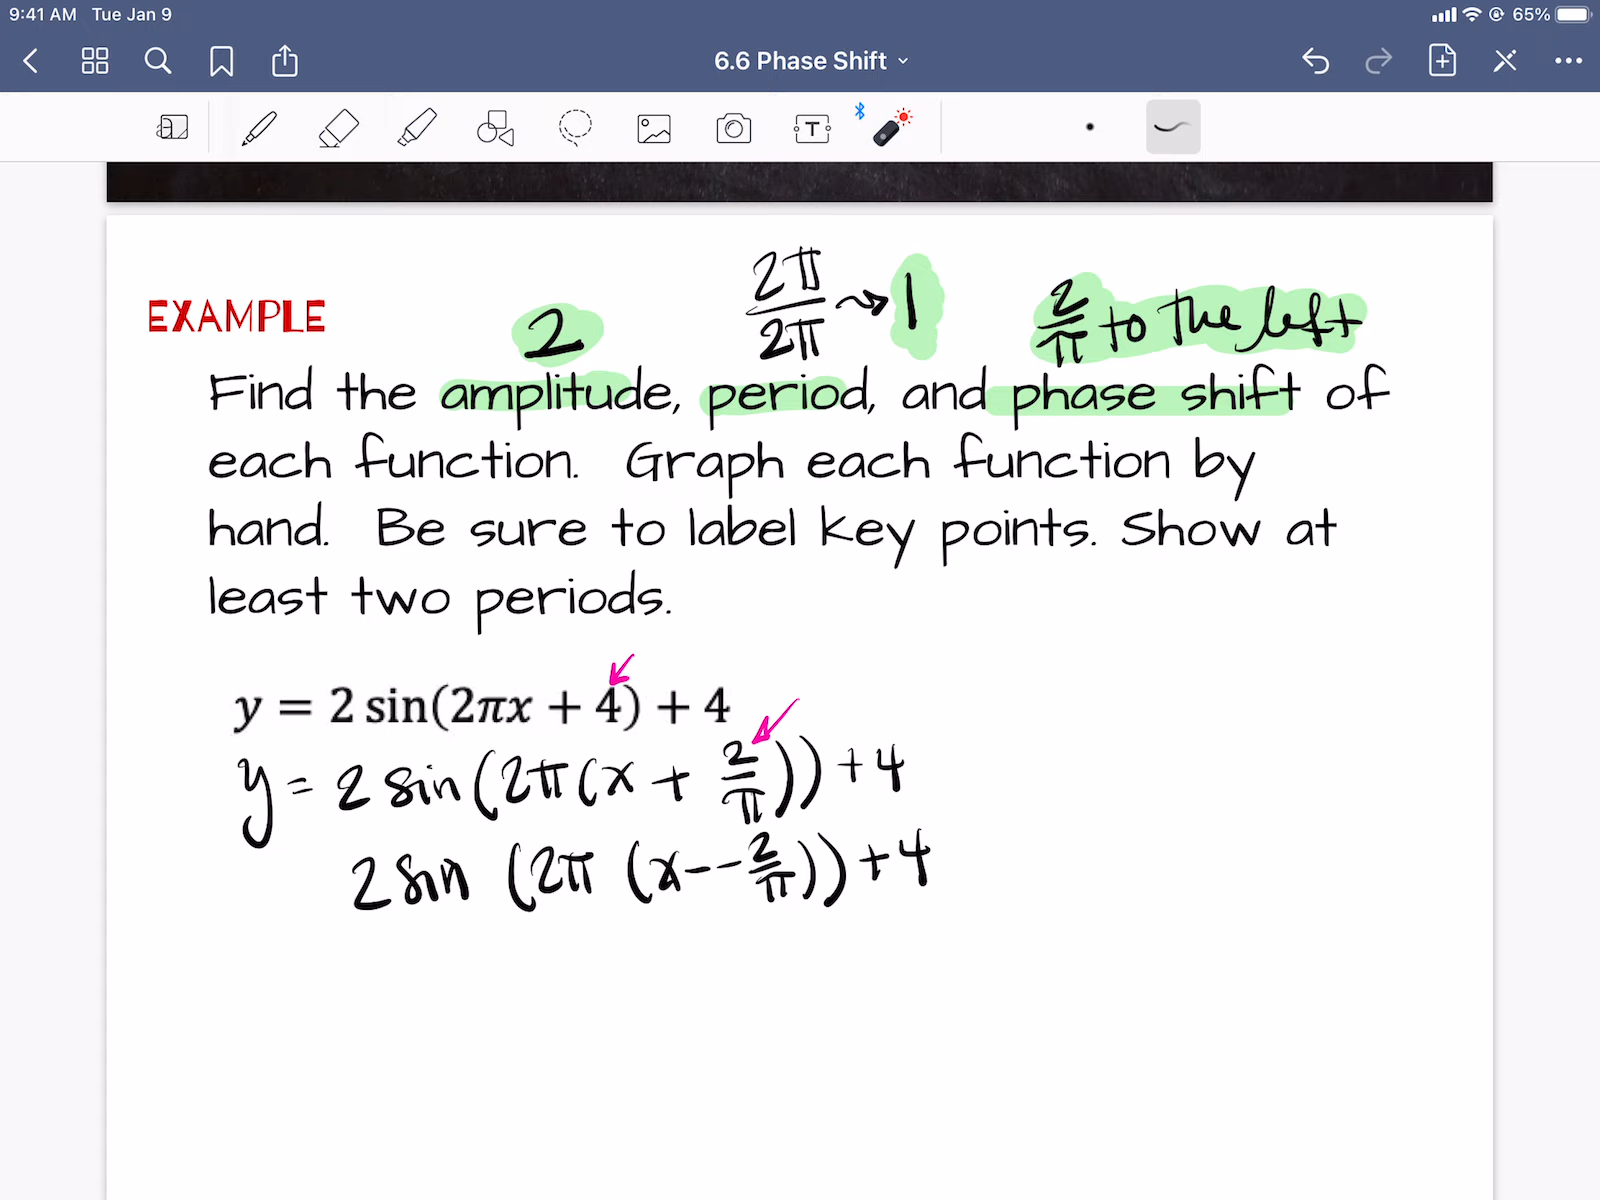 9:41 AM Tue Jan 9 65%
6.6 Phase Shift
T
EXAMPLE
2 2π/2π ⇝ 1 2/π to the left
Find the amplitude, period, and phase shift of
each function. Graph each function by
hand. Be sure to label key points. Show at
least two periods.
y = 2 sin(2πx + 4) + 4
y = 2 sin(2π(x + 2/π)) + 4
2 sin (2π (x - - 2/π)) + 4